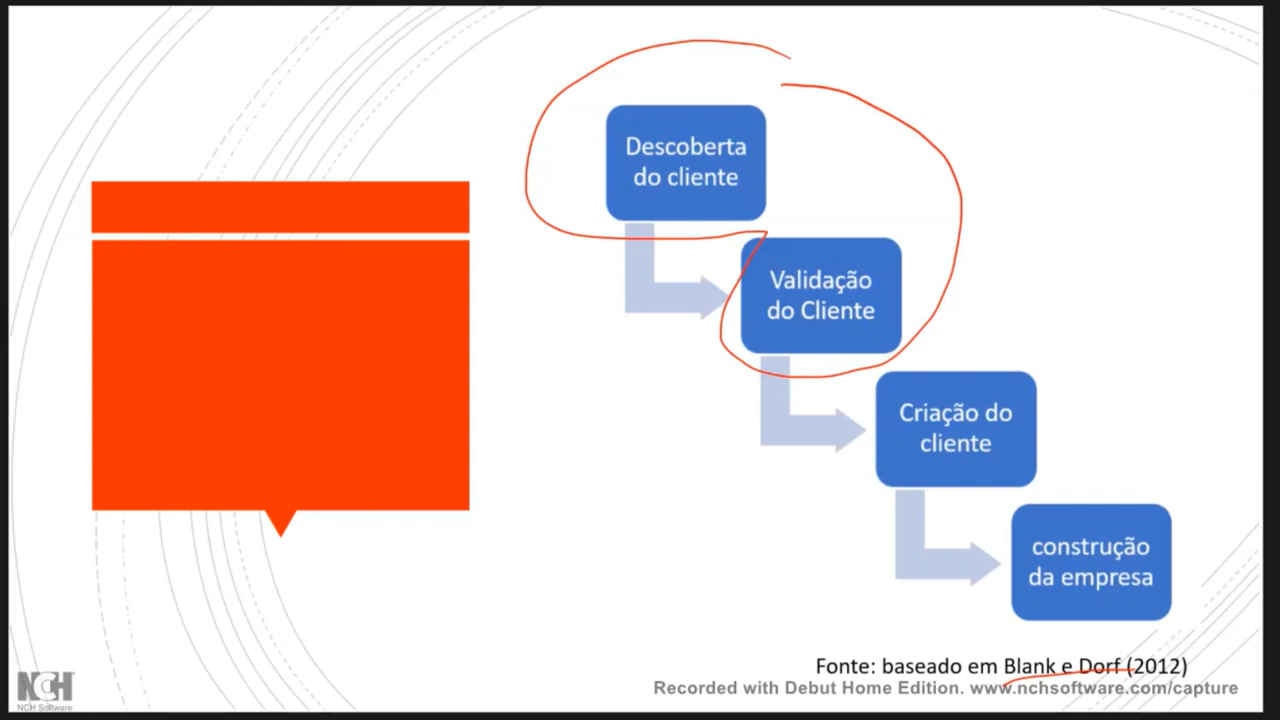 Descoberta
do cliente
Validação
do Cliente
Criação do
cliente
construção
da empresa
Fonte: baseado em Blank e Dorf (2012)
Recorded with Debut Home Edition. www.nchsoftware.com/capture
NCH
NCH Software